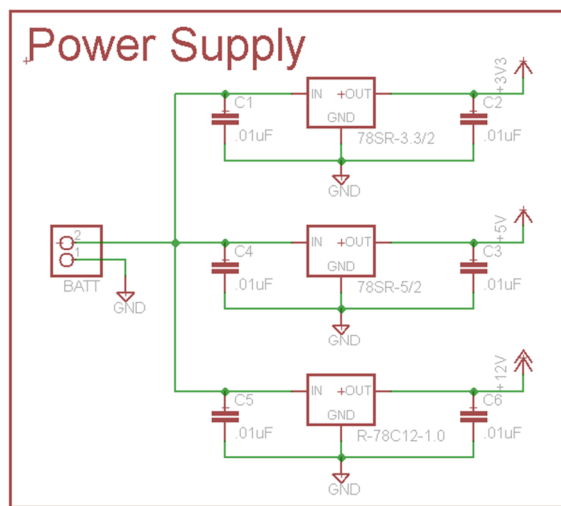 Power Supply
+3V3
C1
IN
+OUT
C2
GND
.01uF
78SR-3.3/2
.01uF
GND
+5V
2
1
BATT
GND
C4
IN
+OUT
C3
GND
.01uF
78SR-5/2
.01uF
GND
+12V
C5
IN
+OUT
C6
GND
.01uF
R-78C12-1.0
.01uF
GND